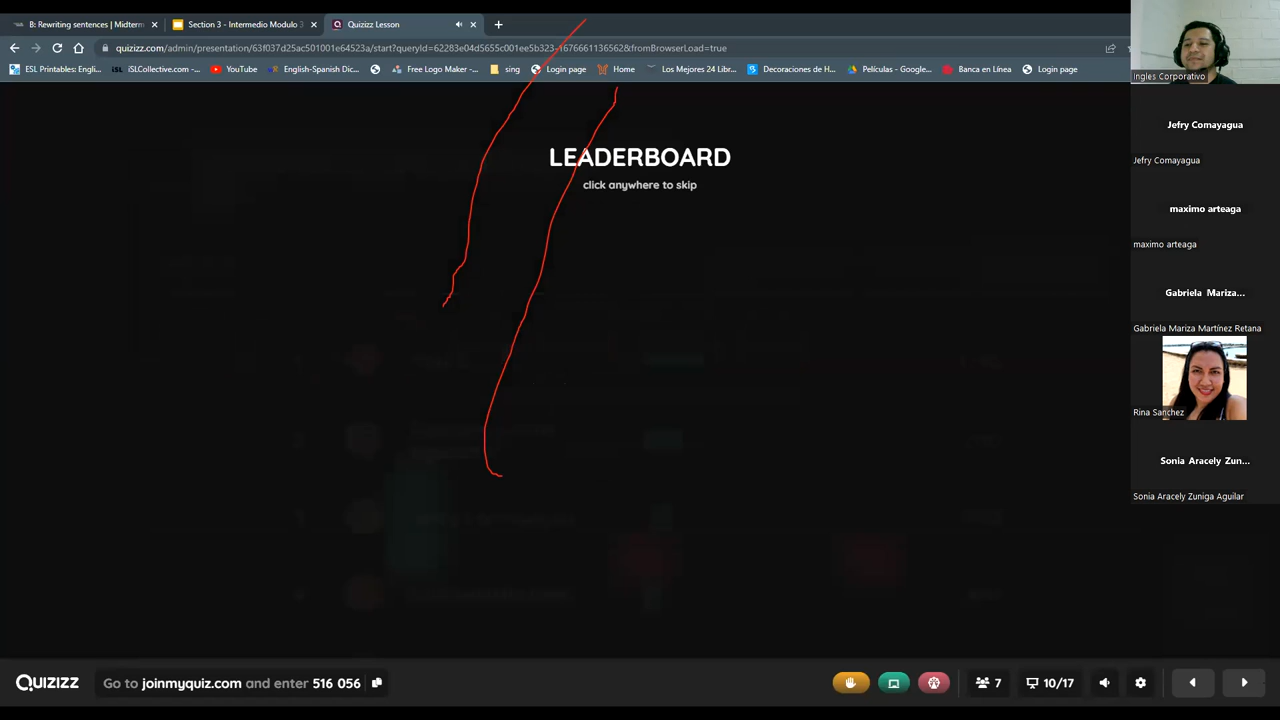 B: Rewriting sentences | Midterm
Section 3 - Intermedio Modulo 3
Quizizz Lesson
quizizz.com/admin/presentation/63f037d25ac501001e64523a/start?queryId=62283e04d5655c001ee5b323-1676661136562&fromBrowserLoad=true
ESL Printables: Engli...
iSLCollective.com -...
YouTube
English-Spanish Dic...
Free Logo Maker -...
sing
Login page
Home
Los Mejores 24 Libr...
Decoraciones de H...
Películas - Google...
Banca en Línea
Login page
Ingles Corporativo
LEADERBOARD
click anywhere to skip
Jefry Comayagua
Jefry Comayagua
maximo arteaga
maximo arteaga
Gabriela Mariza...
Gabriela Mariza Martínez Retana
Rina Sanchez
Sonia Aracely Zun...
Sonia Aracely Zuniga Aguilar
QUIZIZZ
Go to joinmyquiz.com and enter 516 056
7
10/17